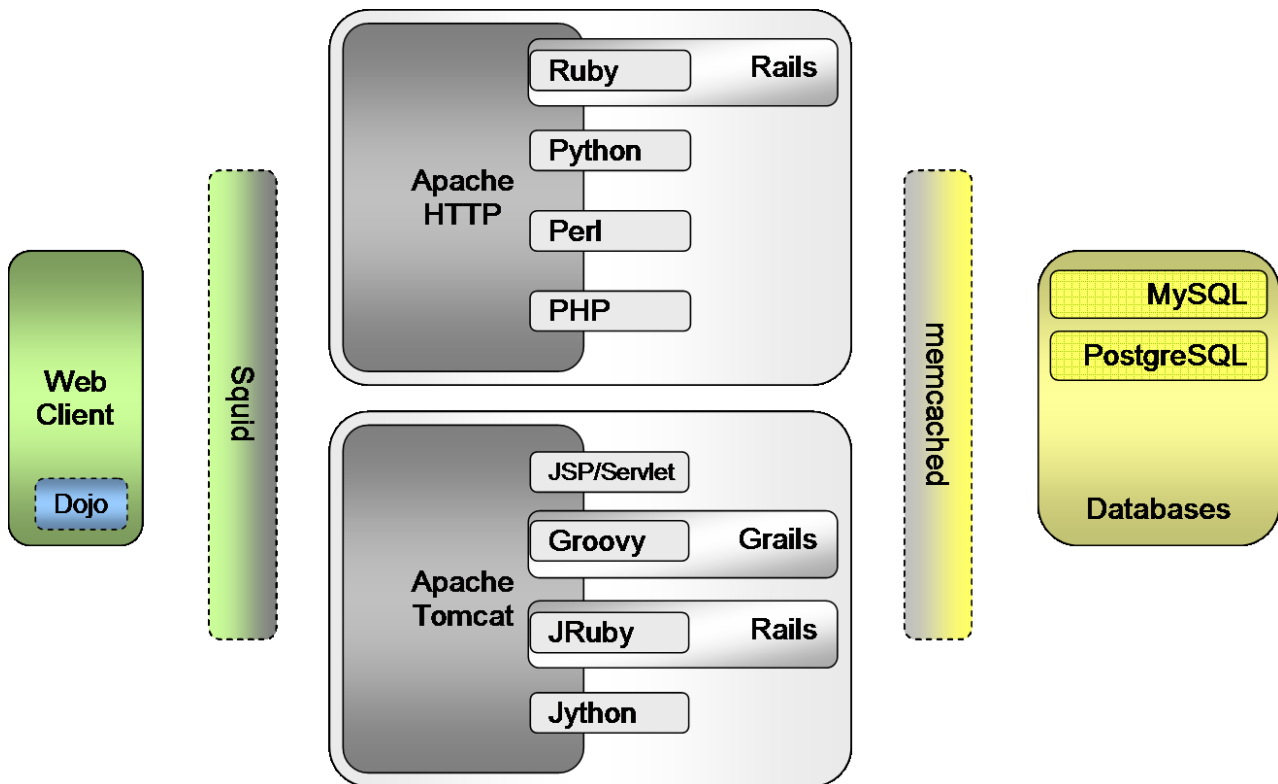 Web
Client
Dojo
Squid
Apache
HTTP
Ruby
Rails
Python
Perl
PHP
Apache
Tomcat
JSP/Servlet
Groovy
Grails
JRuby
Rails
Jython
memcached
MySQL
PostgreSQL
Databases